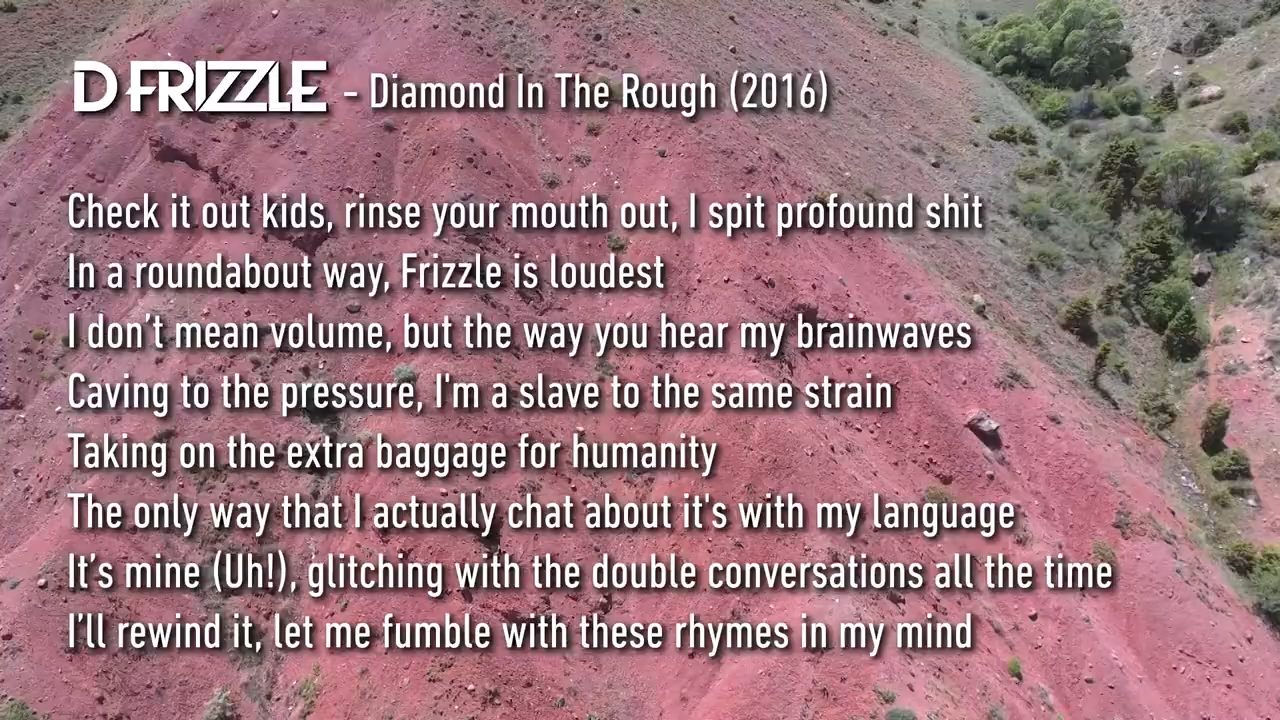 D FRIZZLE - Diamond In The Rough (2016)
Check it out kids, rinse your mouth out, I spit profound shit
In a roundabout way, Frizzle is loudest
I don’t mean volume, but the way you hear my brainwaves
Caving to the pressure, I'm a slave to the same strain
Taking on the extra baggage for humanity
The only way that I actually chat about it's with my language
It’s mine (Uh!), glitching with the double conversations all the time
I’ll rewind it, let me fumble with these rhymes in my mind